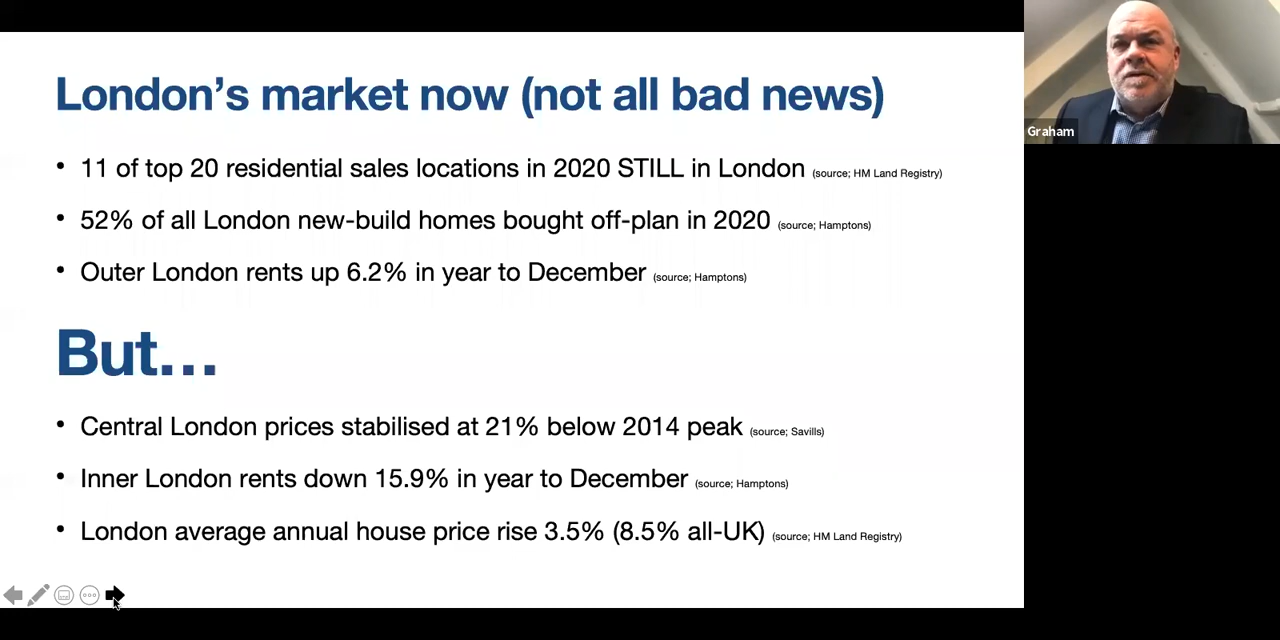 London’s market now (not all bad news)
Graham
• 11 of top 20 residential sales locations in 2020 STILL in London (source; HM Land Registry)
• 52% of all London new-build homes bought off-plan in 2020 (source; Hamptons)
• Outer London rents up 6.2% in year to December (source; Hamptons)
But…
• Central London prices stabilised at 21% below 2014 peak (source; Savills)
• Inner London rents down 15.9% in year to December (source; Hamptons)
• London average annual house price rise 3.5% (8.5% all-UK) (source; HM Land Registry)